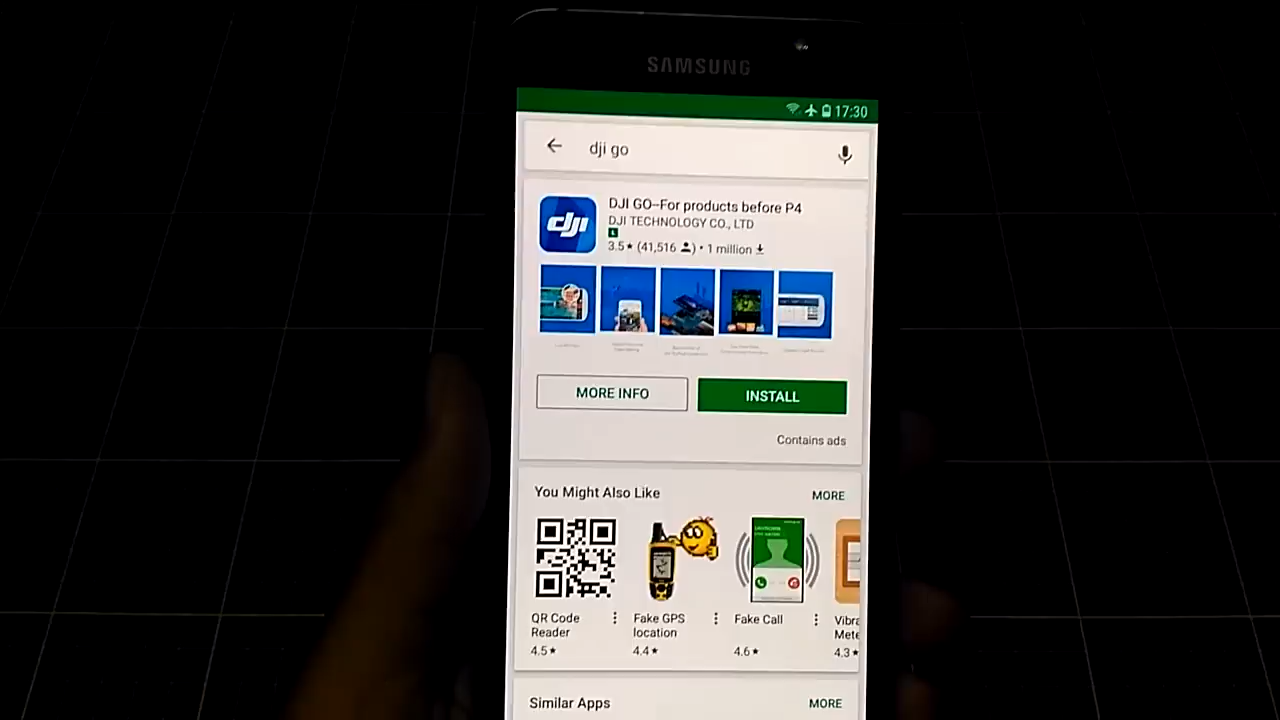 SAMSUNG
17:30
dji go
dji
DJI GO--For products before P4
DJI TECHNOLOGY CO., LTD
3.5★ (41,516) • 1 million
MORE INFO
INSTALL
Contains ads
You Might Also Like
MORE
QR Code
Reader
4.5★
Fake GPS
location
4.4★
Fake Call
4.6★
Vibra
Mete
4.3★
Similar Apps
MORE